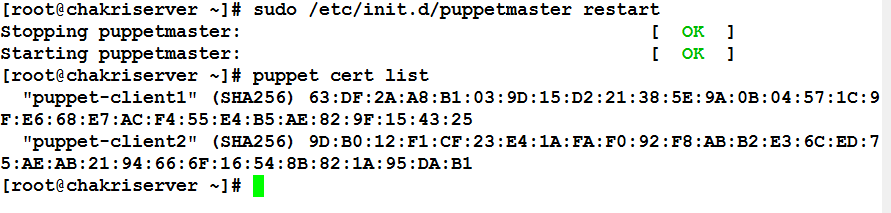 [root@chakriserver ~]# sudo /etc/init.d/puppetmaster restart
Stopping puppetmaster: [ OK ]
Starting puppetmaster: [ OK ]
[root@chakriserver ~]# puppet cert list
"puppet-client1" (SHA256) 63:DF:2A:A8:B1:03:9D:15:D2:21:38:5E:9A:0B:04:57:1C:9
F:E6:68:E7:AC:F4:55:E4:B5:AE:82:9F:15:43:25
"puppet-client2" (SHA256) 9D:B0:12:F1:CF:23:E4:1A:FA:F0:92:F8:AB:B2:E3:6C:ED:7
5:AE:AB:21:94:66:6F:16:54:8B:82:1A:95:DA:B1
[root@chakriserver ~]#